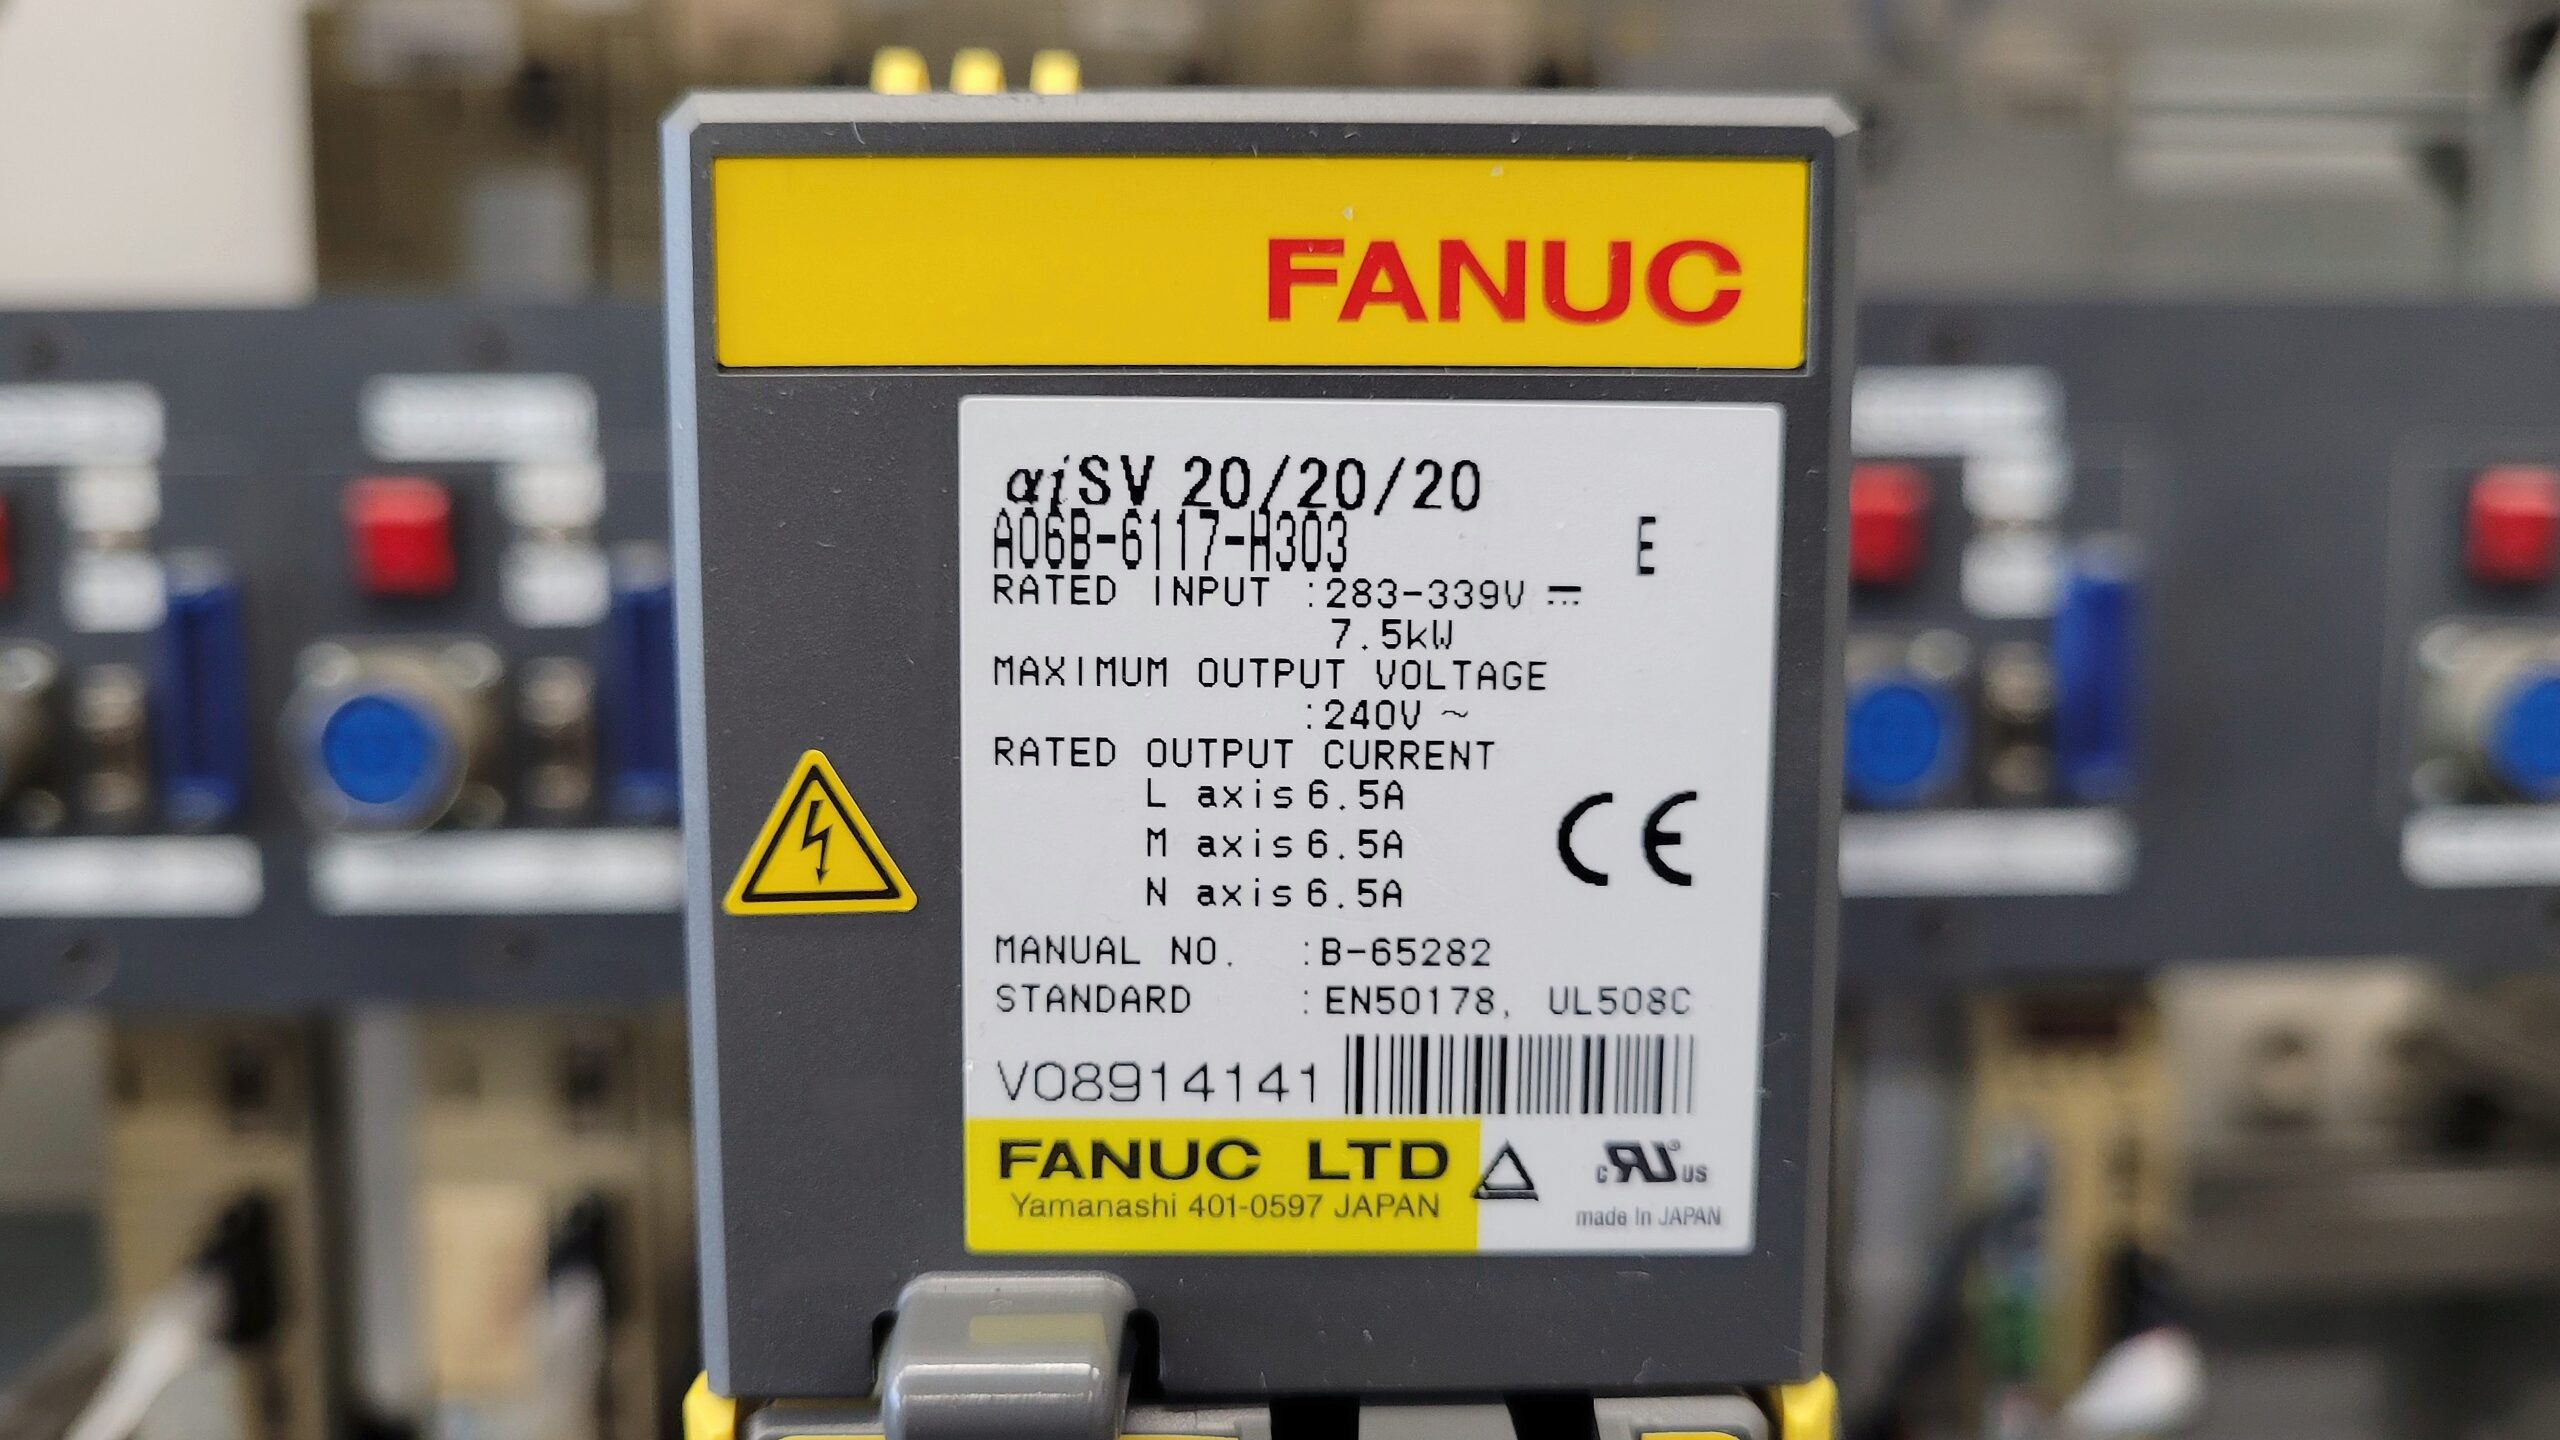 FANUC
αiSV 20/20/20
A06B-6117-H303 E
RATED INPUT :283-339V ⎓
7.5kW
MAXIMUM OUTPUT VOLTAGE
:240V ~
RATED OUTPUT CURRENT
L axis 6.5A
M axis 6.5A
N axis 6.5A
CE
MANUAL NO. :B-65282
STANDARD :EN50178, UL508C
V08914141
FANUC LTD
Yamanashi 401-0597 JAPAN
c RU ® US
made in JAPAN